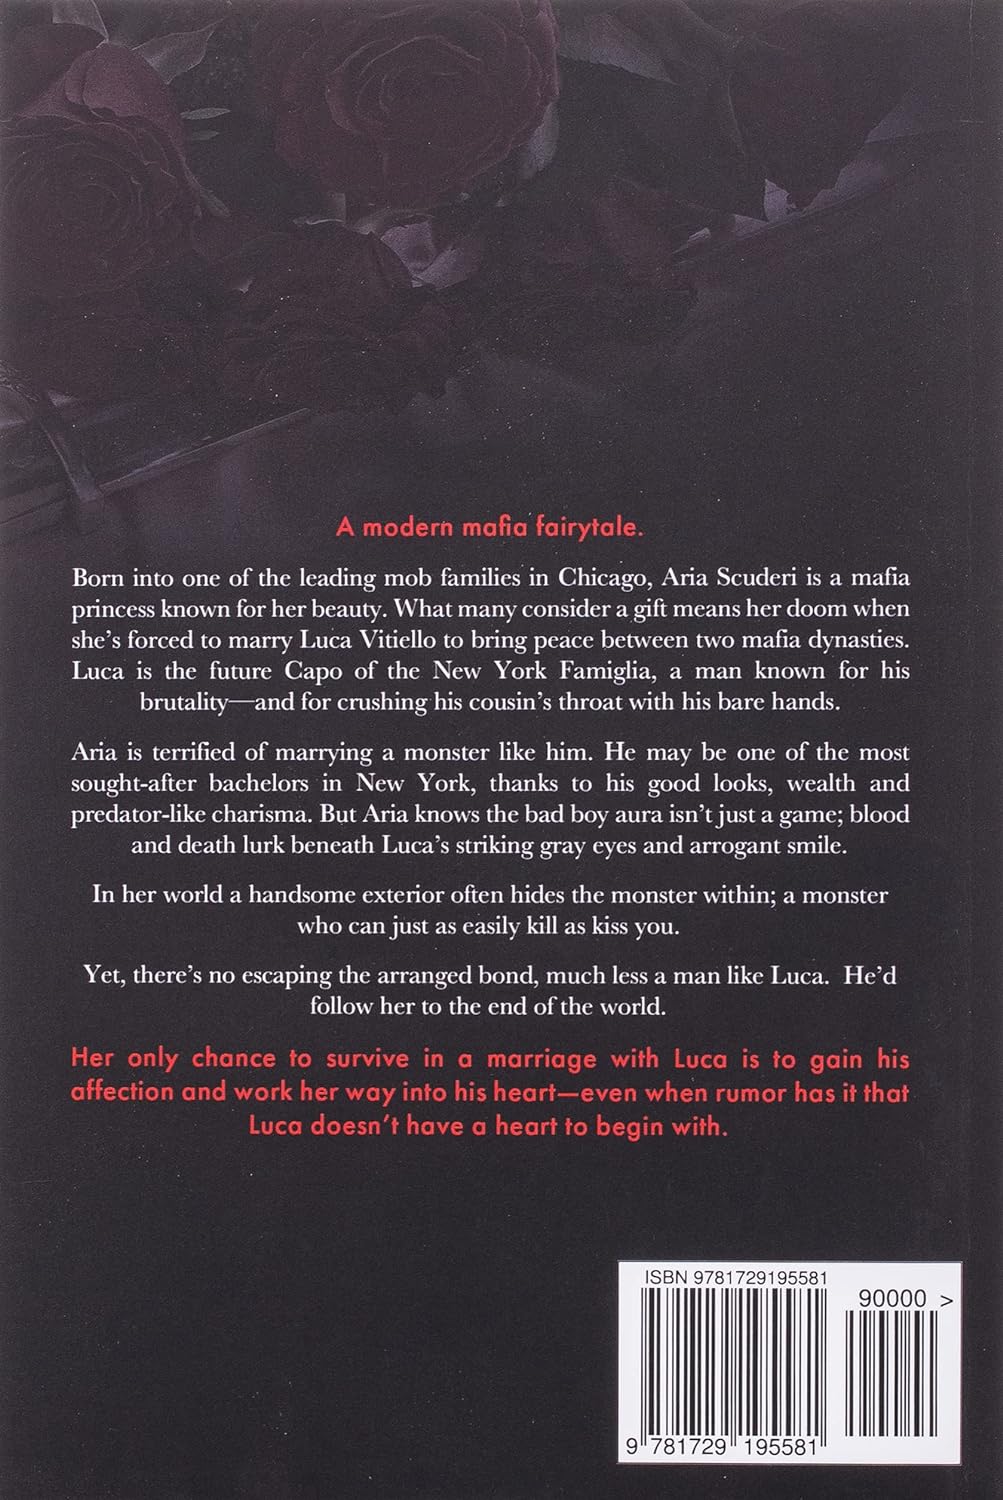 A modern mafia fairytale.
Born into one of the leading mob families in Chicago, Aria Scuderi is a mafia
princess known for her beauty. What many consider a gift means her doom when
she's forced to marry Luca Vitiello to bring peace between two mafia dynasties.
Luca is the future Capo of the New York Famiglia, a man known for his
brutality—and for crushing his cousin's throat with his bare hands.
Aria is terrified of marrying a monster like him. He may be one of the most
sought-after bachelors in New York, thanks to his good looks, wealth and
predator-like charisma. But Aria knows the bad boy aura isn't just a game; blood
and death lurk beneath Luca's striking gray eyes and arrogant smile.
In her world a handsome exterior often hides the monster within; a monster
who can just as easily kill as kiss you.
Yet, there's no escaping the arranged bond, much less a man like Luca.  He'd
follow her to the end of the world.
Her only chance to survive in a marriage with Luca is to gain his
affection and work her way into his heart—even when rumor has it that
Luca doesn't have a heart to begin with.
ISBN 9781729195581
90000 >
9 781729 195581